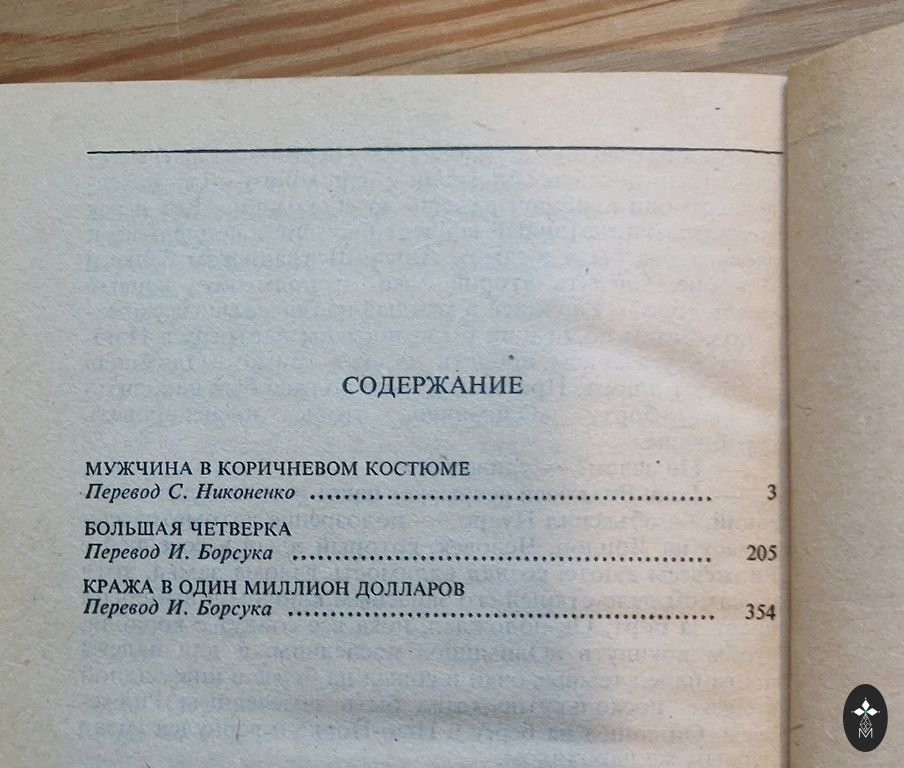 СОДЕРЖАНИЕ
МУЖЧИНА В КОРИЧНЕВОМ КОСТЮМЕ
Перевод С. Никоненко ........................................ 3
БОЛЬШАЯ ЧЕТВЕРКА
Перевод И. Борсука ........................................ 205
КРАЖА В ОДИН МИЛЛИОН ДОЛЛАРОВ
Перевод И. Борсука ........................................ 354
M